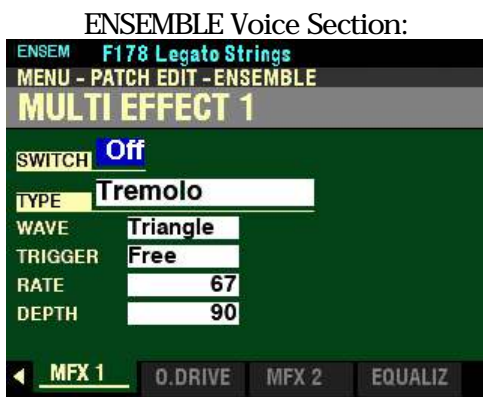 ENSEMBLE Voice Section:
ENSEM F178 Legato Strings
MENU - PATCH EDIT - ENSEMBLE
MULTI EFFECT 1
SWITCH Off
TYPE Tremolo
WAVE Triangle
TRIGGER Free
RATE 67
DEPTH 90
MFX 1 O.DRIVE MFX 2 EQUALIZ